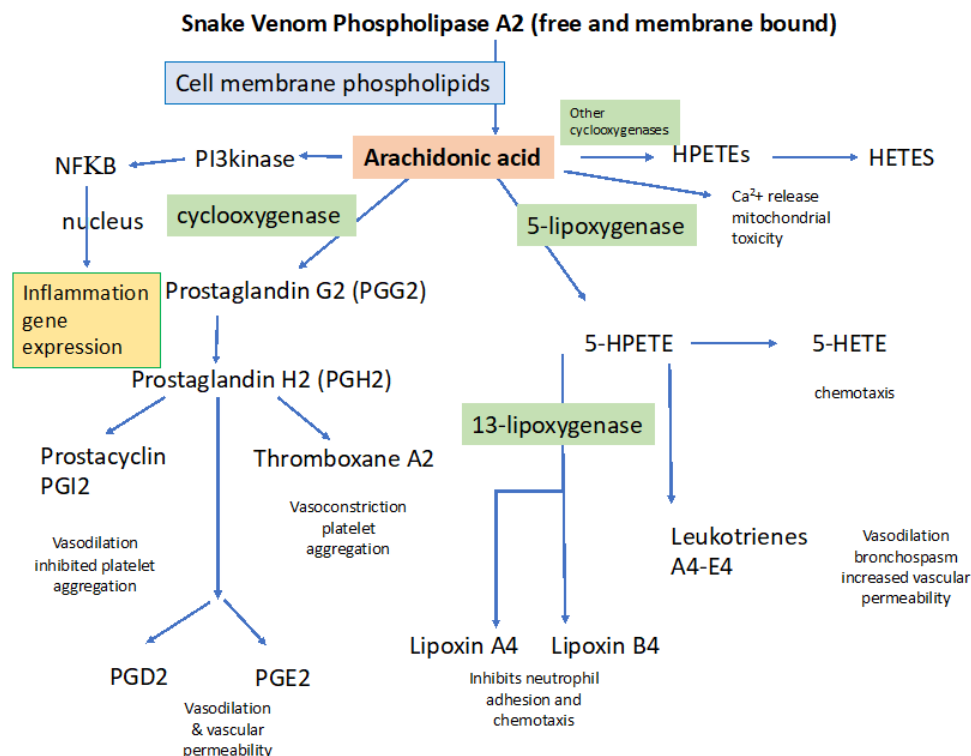 Snake Venom Phospholipase A2 (free and membrane bound)
Cell membrane phospholipids
Other
cyclooxygenases
NFKB
PI3kinase
Arachidonic acid
HPETEs
HETES
nucleus
cyclooxygenase
5-lipoxygenase
Ca²+ release
mitochondrial
toxicity
Inflammation
gene
expression
Prostaglandin G2 (PGG2)
5-HPETE
5-HETE
Prostaglandin H2 (PGH2)
chemotaxis
13-lipoxygenase
Prostacyclin
PGI2
Thromboxane A2
Vasodilation
inhibited platelet
aggregation
Vasoconstriction
platelet
aggregation
Leukotrienes
A4-E4
Vasodilation
bronchospasm
increased vascular
permeability
Lipoxin A4
Lipoxin B4
Inhibits neutrophil
adhesion and
chemotaxis
PGD2
PGE2
Vasodilation
& vascular
permeability